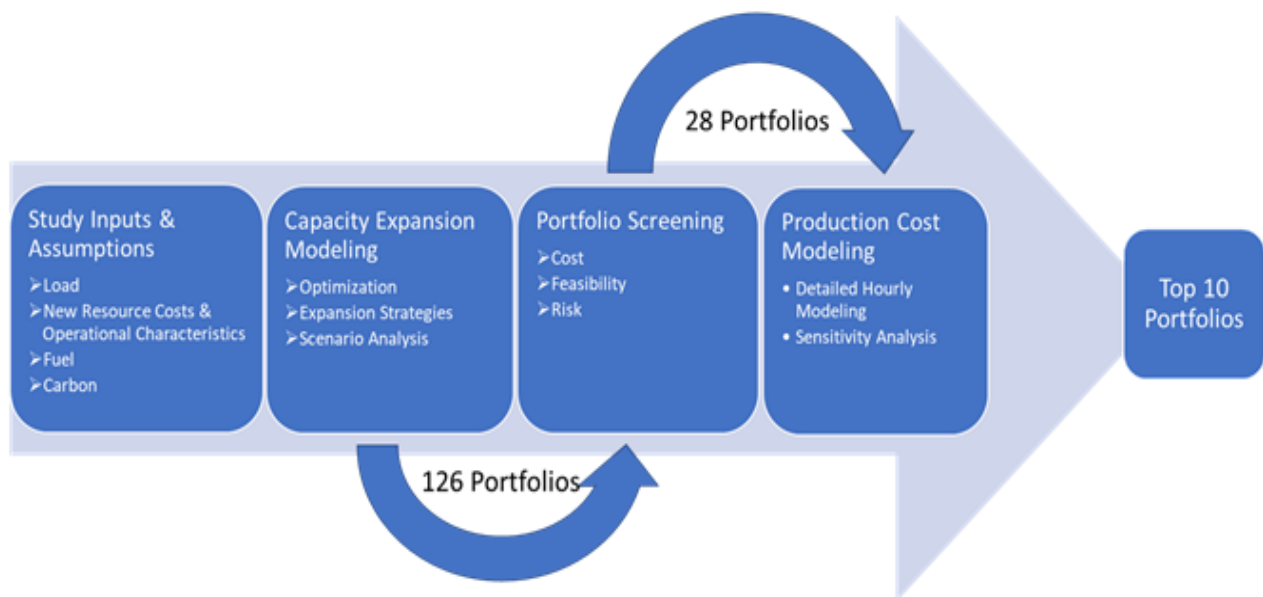 28 Portfolios
Study Inputs &
Assumptions
➢Load
➢New Resource Costs &
Operational Characteristics
➢Fuel
➢Carbon
Capacity Expansion
Modeling
➢Optimization
➢Expansion Strategies
➢Scenario Analysis
Portfolio Screening
➢Cost
➢Feasibility
➢Risk
Production Cost
Modeling
• Detailed Hourly
Modeling
• Sensitivity Analysis
Top 10
Portfolios
126 Portfolios